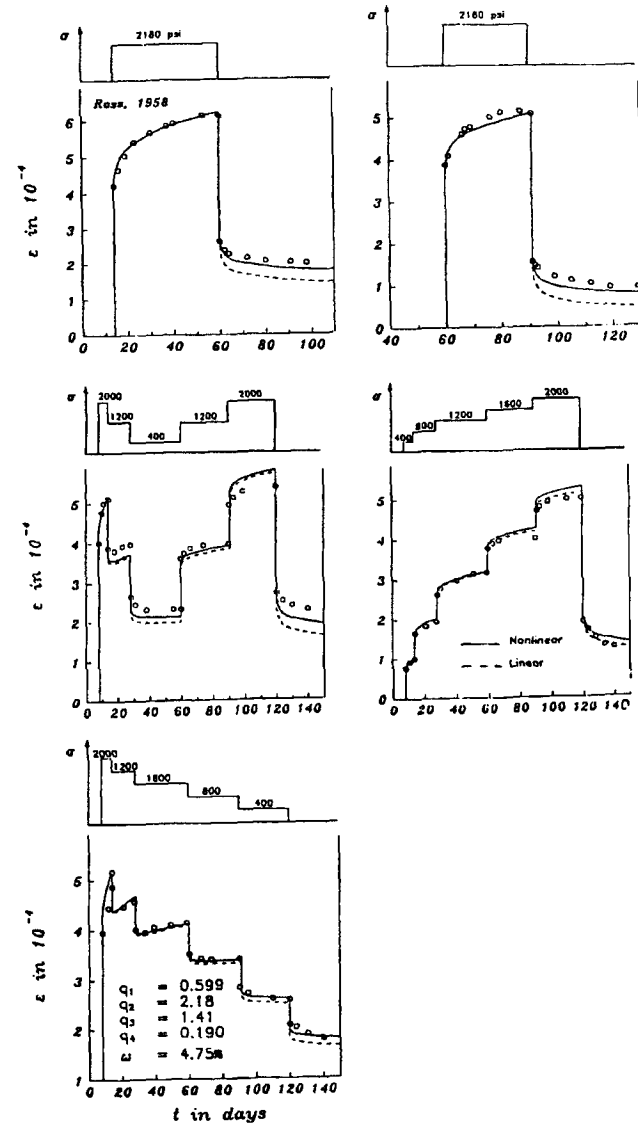 σ 2180 psi
σ 2180 psi
Ross, 1958
ε in 10⁻⁴
6
5
4
3
2
1
0
0 20 40 60 80 100
5
4
3
2
1
0
40 60 80 100 120 140
σ 2000 1200 400 1200 2000
σ 400 800 1200 1600 2000
ε in 10⁻⁴
5
4
3
2
1
0
0 20 40 60 80 100 120 140
5
4
3
2
1
0
0 20 40 60 80 100 120 140
Nonlinear
Linear
σ 2000 1200 1600 800 400
ε in 10⁻⁴
5
4
3
2
1
q₁ = 0.599
q₂ = 2.18
q₃ = 1.41
q₄ = 0.190
ω = 4.75%
0 20 40 60 80 100 120 140
t in days